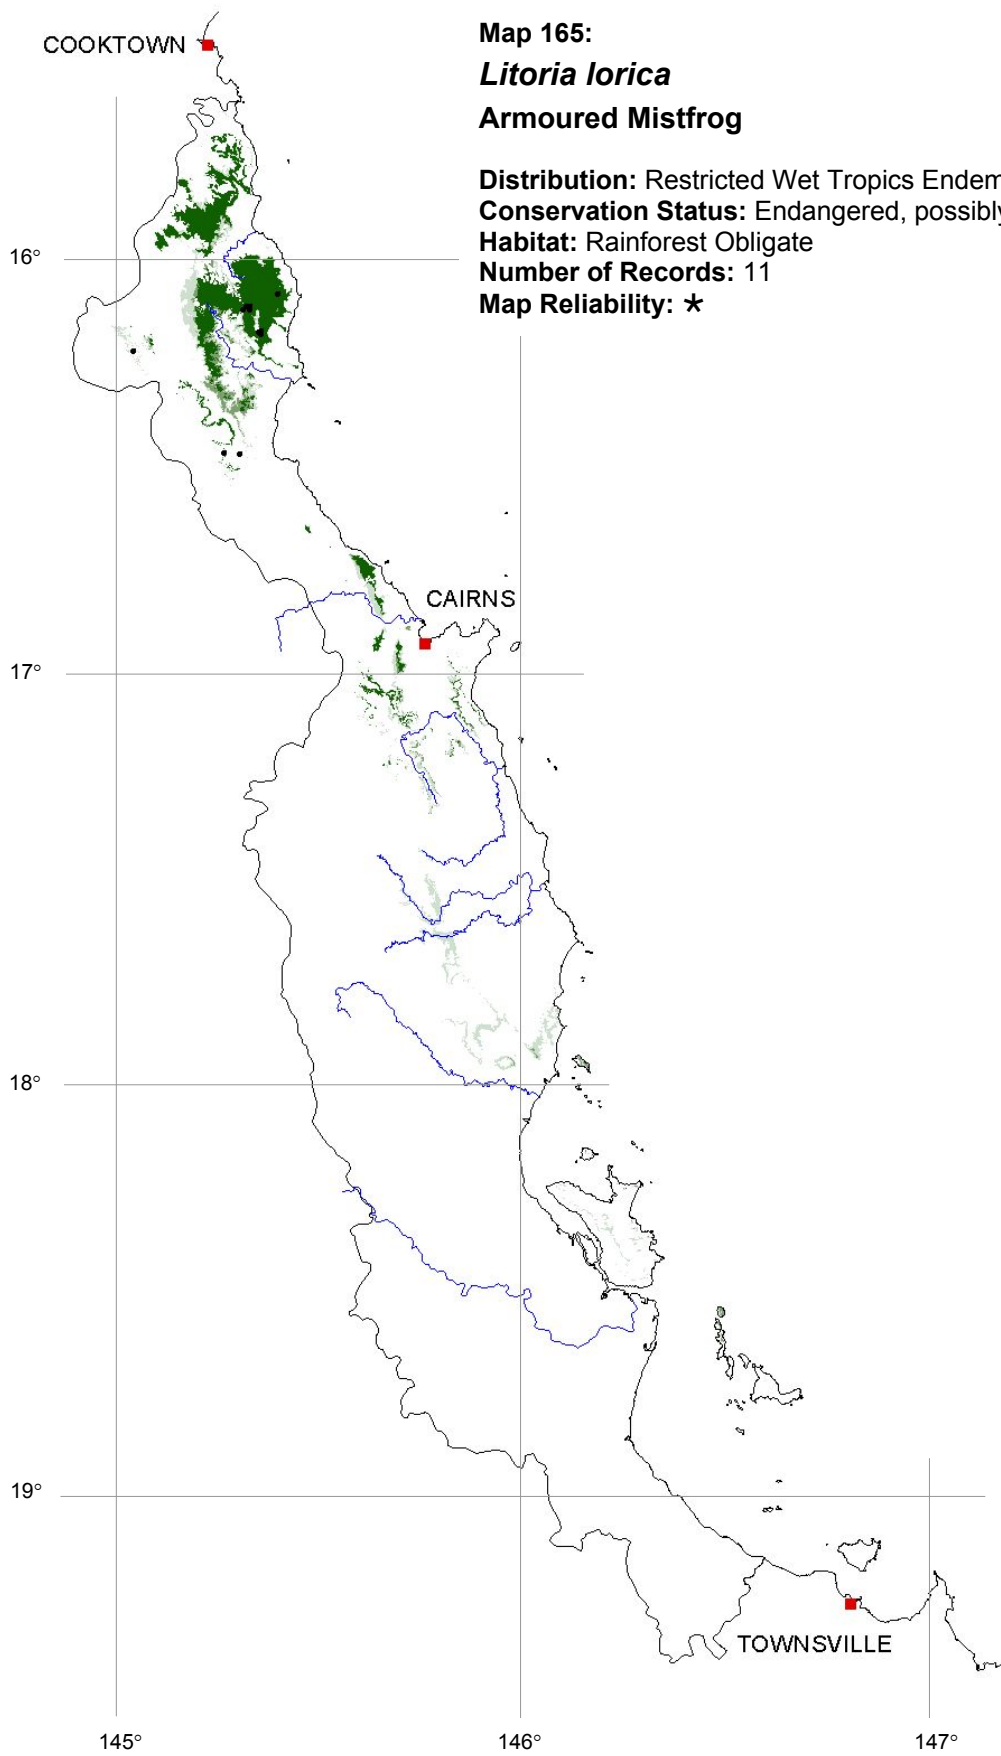 Map 165:
Litoria lorica
Armoured Mistfrog
Distribution: Restricted Wet Tropics Endem
Conservation Status: Endangered, possibly
Habitat: Rainforest Obligate
Number of Records: 11
Map Reliability: *
COOKTOWN
16°
CAIRNS
17°
18°
19°
TOWNSVILLE
145°
146°
147°